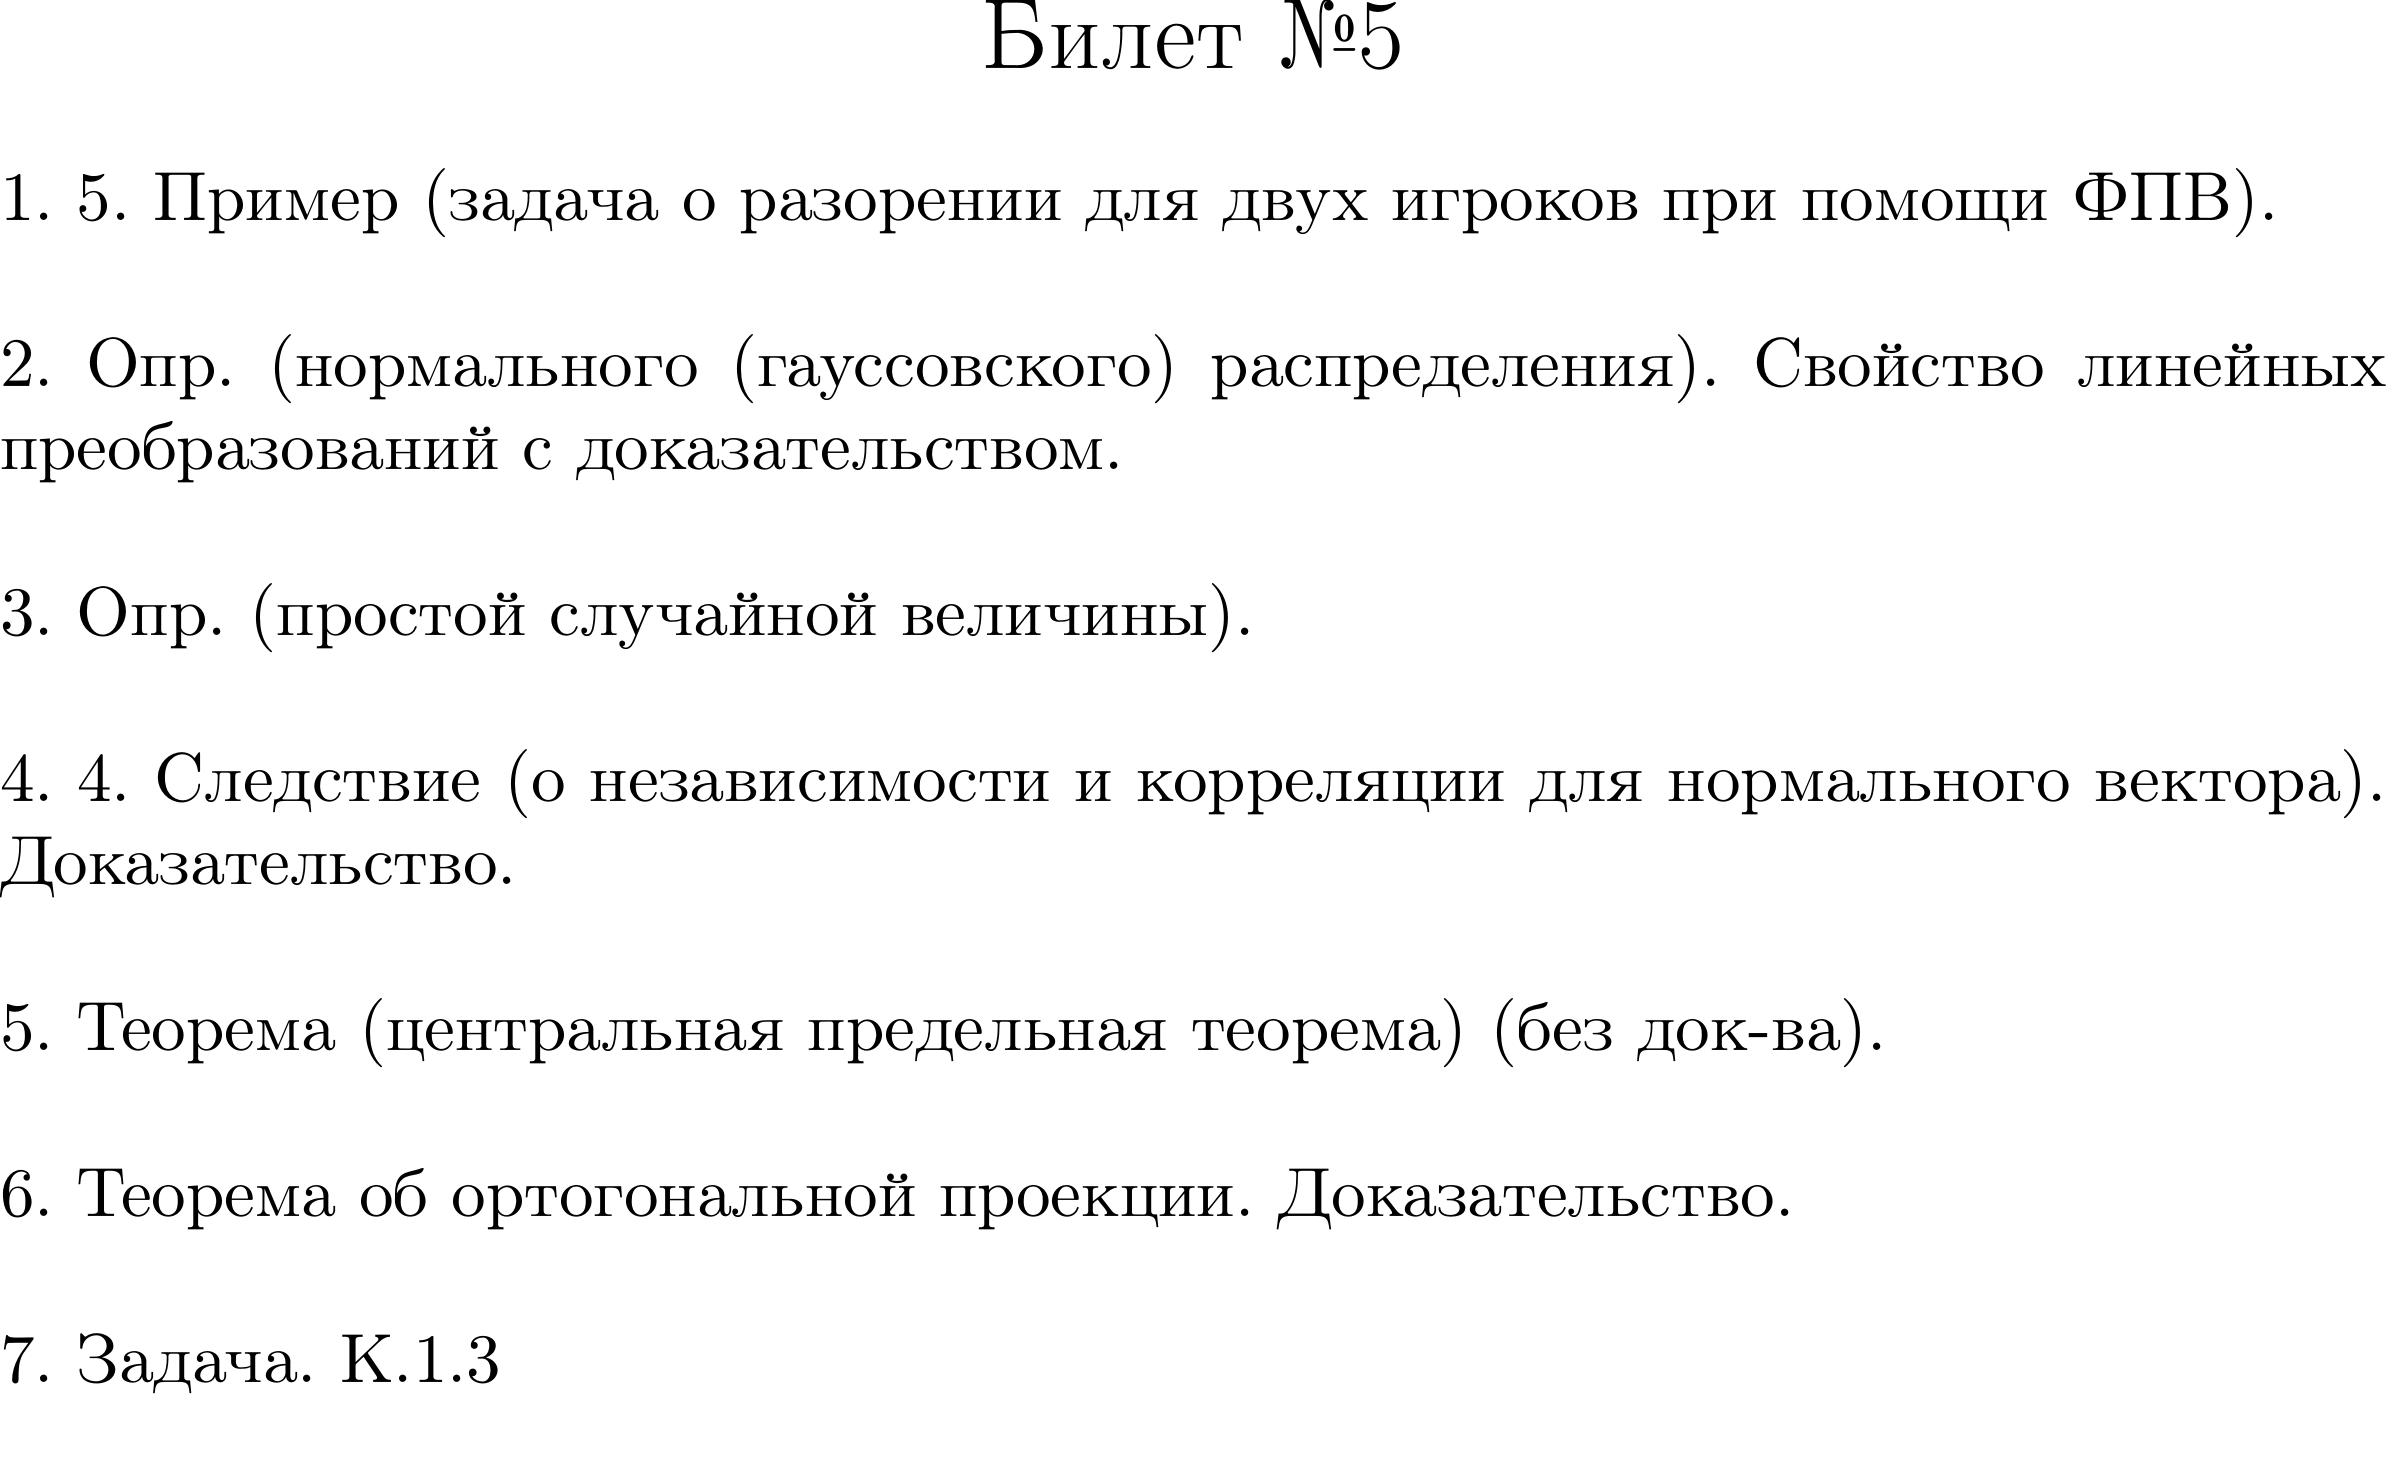 Билет №5
1. 5. Пример (задача о разорении для двух игроков при помощи ФПВ).
2. Опр. (нормального (гауссовского) распределения). Свойство линейных
преобразований с доказательством.
3. Опр. (простой случайной величины).
4. 4. Следствие (о независимости и корреляции для нормального вектора).
Доказательство.
5. Теорема (центральная предельная теорема) (без док-ва).
6. Теорема об ортогональной проекции. Доказательство.
7. Задача. К.1.3